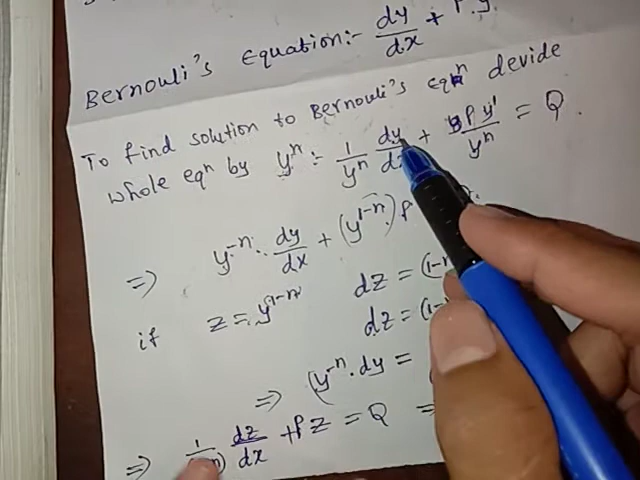 Bernouli's Equation:- dy/dx + P.y
To find solution to Bernouli's eqn devide
whole eqn by yⁿ :- 1/yⁿ dy/dx + P y¹/yⁿ = Q.
=> y⁻ⁿ. dy/dx + (y¹⁻ⁿ) P
if z = y¹⁻ⁿ dz = (1-n
dz = (1-
=> (y⁻ⁿ. dy =
=> dz/dx + PZ = Q =